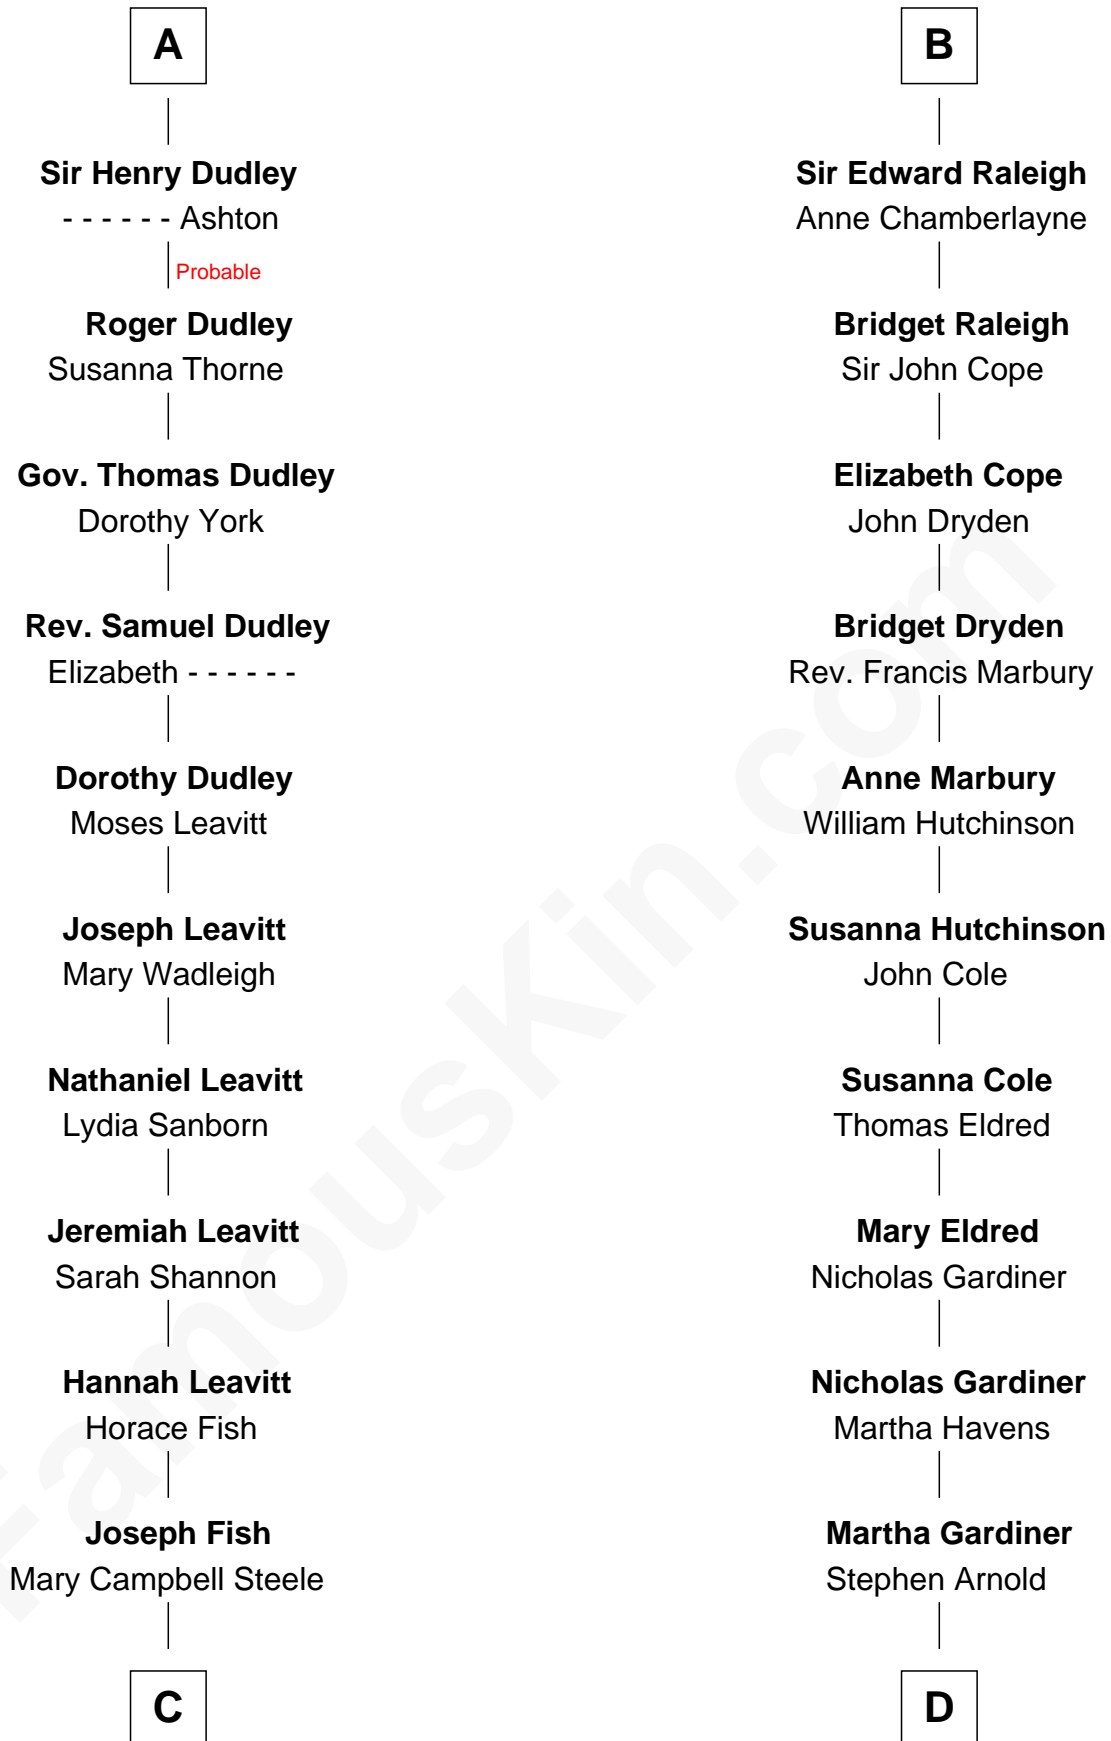 A
Sir Henry Dudley
- - - - - - Ashton
Probable
Roger Dudley
Susanna Thorne
Gov. Thomas Dudley
Dorothy York
Rev. Samuel Dudley
Elizabeth - - - - - -
Dorothy Dudley
Moses Leavitt
Joseph Leavitt
Mary Wadleigh
Nathaniel Leavitt
Lydia Sanborn
Jeremiah Leavitt
Sarah Shannon
Hannah Leavitt
Horace Fish
Joseph Fish
Mary Campbell Steele
C
B
Sir Edward Raleigh
Anne Chamberlayne
Bridget Raleigh
Sir John Cope
Elizabeth Cope
John Dryden
Bridget Dryden
Rev. Francis Marbury
Anne Marbury
William Hutchinson
Susanna Hutchinson
John Cole
Susanna Cole
Thomas Eldred
Mary Eldred
Nicholas Gardiner
Nicholas Gardiner
Martha Havens
Martha Gardiner
Stephen Arnold
D
FamousKin.com